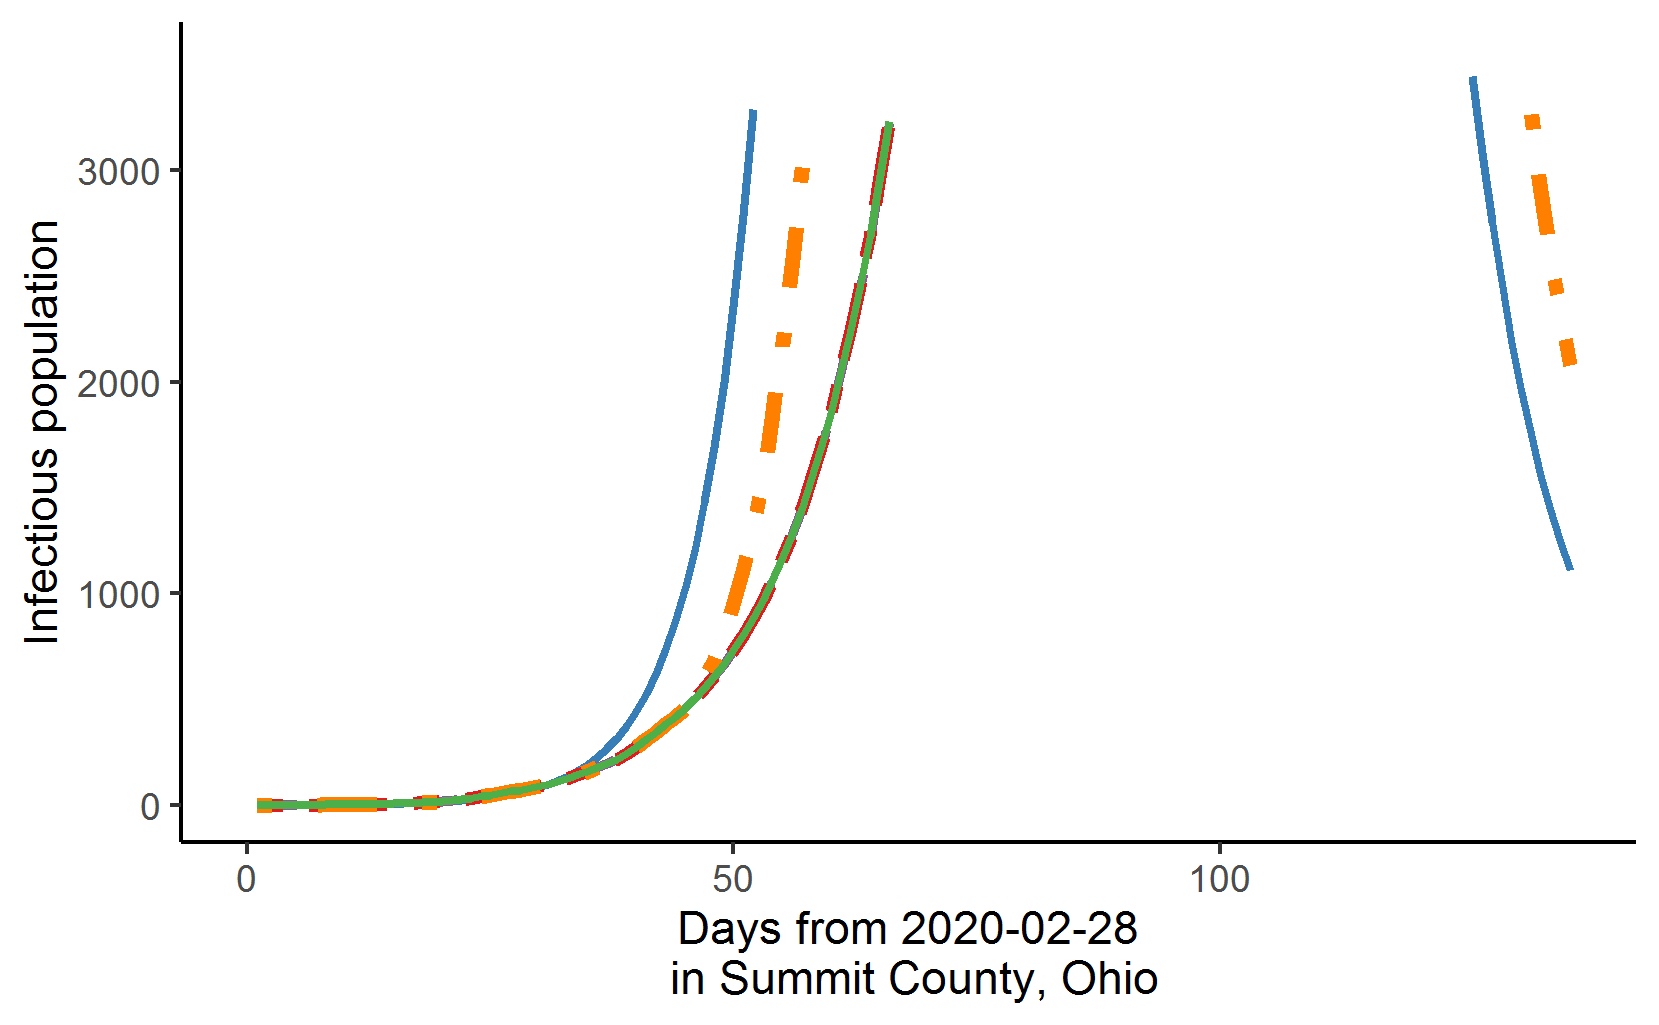 Infectious population
3000
2000
1000
0
0 50 100
Days from 2020-02-28
in Summit County, Ohio